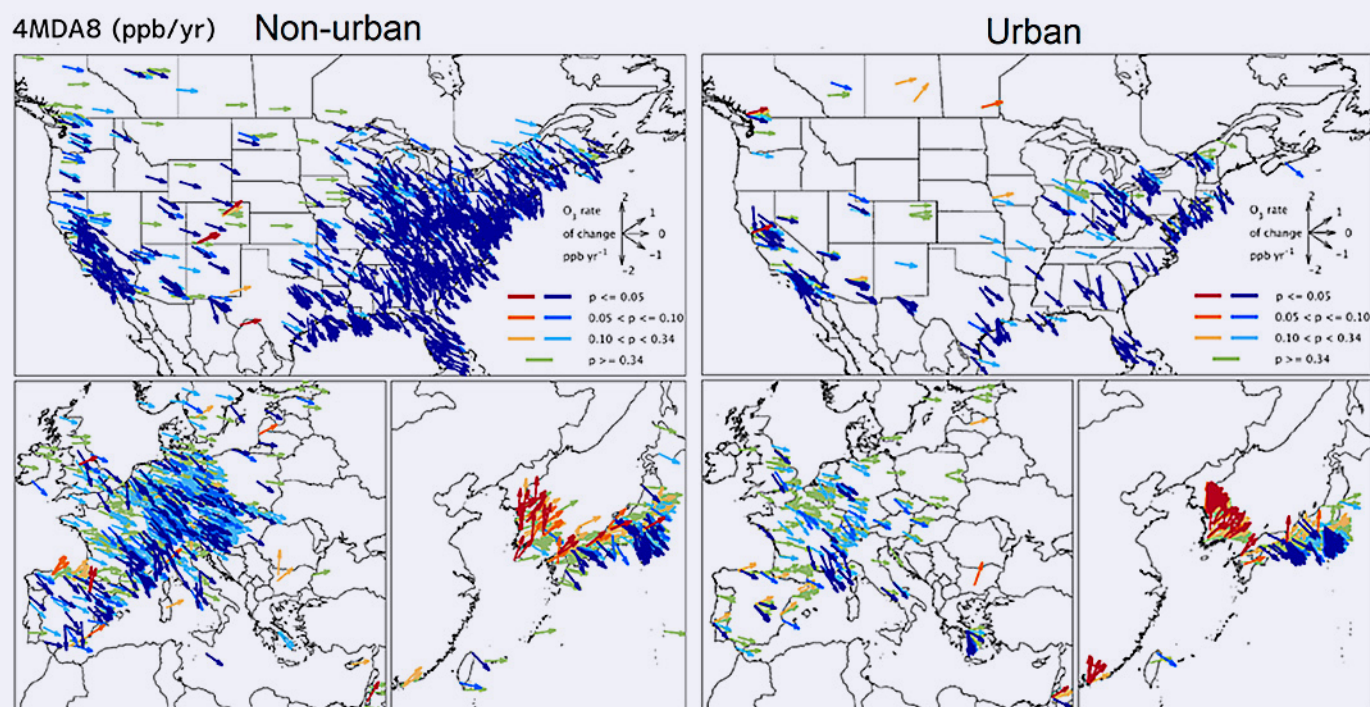 4MDA8 (ppb/yr) Non-urban Urban
O3 rate
of change
ppb yr⁻¹
2
1
0
-1
-2
p <= 0.05
0.05 < p <= 0.10
0.10 < p < 0.34
p >= 0.34
O3 rate
of change
ppb yr⁻¹
2
1
0
-1
-2
p <= 0.05
0.05 < p <= 0.10
0.10 < p < 0.34
p >= 0.34